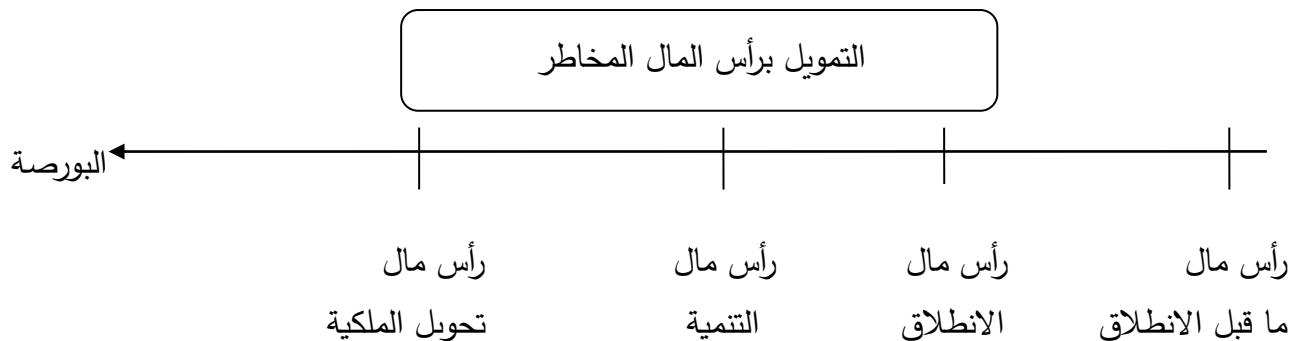 التمويل برأس المال المخاطر
البورصة
رأس مال
ما قبل الانطلاق
رأس مال
الانطلاق
رأس مال
التنمية
رأس مال
تحويل الملكية